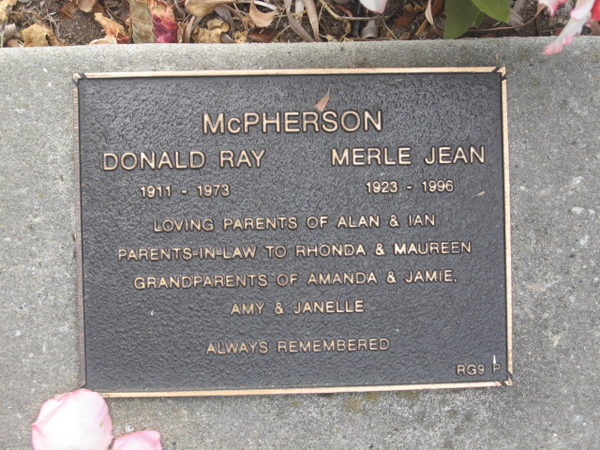 McPHERSON
DONALD RAY MERLE JEAN
1911 - 1973 1923 - 1996
LOVING PARENTS OF ALAN & IAN
PARENTS-IN-LAW TO RHONDA & MAUREEN
GRANDPARENTS OF AMANDA & JAMIE,
AMY & JANELLE
ALWAYS REMEMBERED
RG9 P